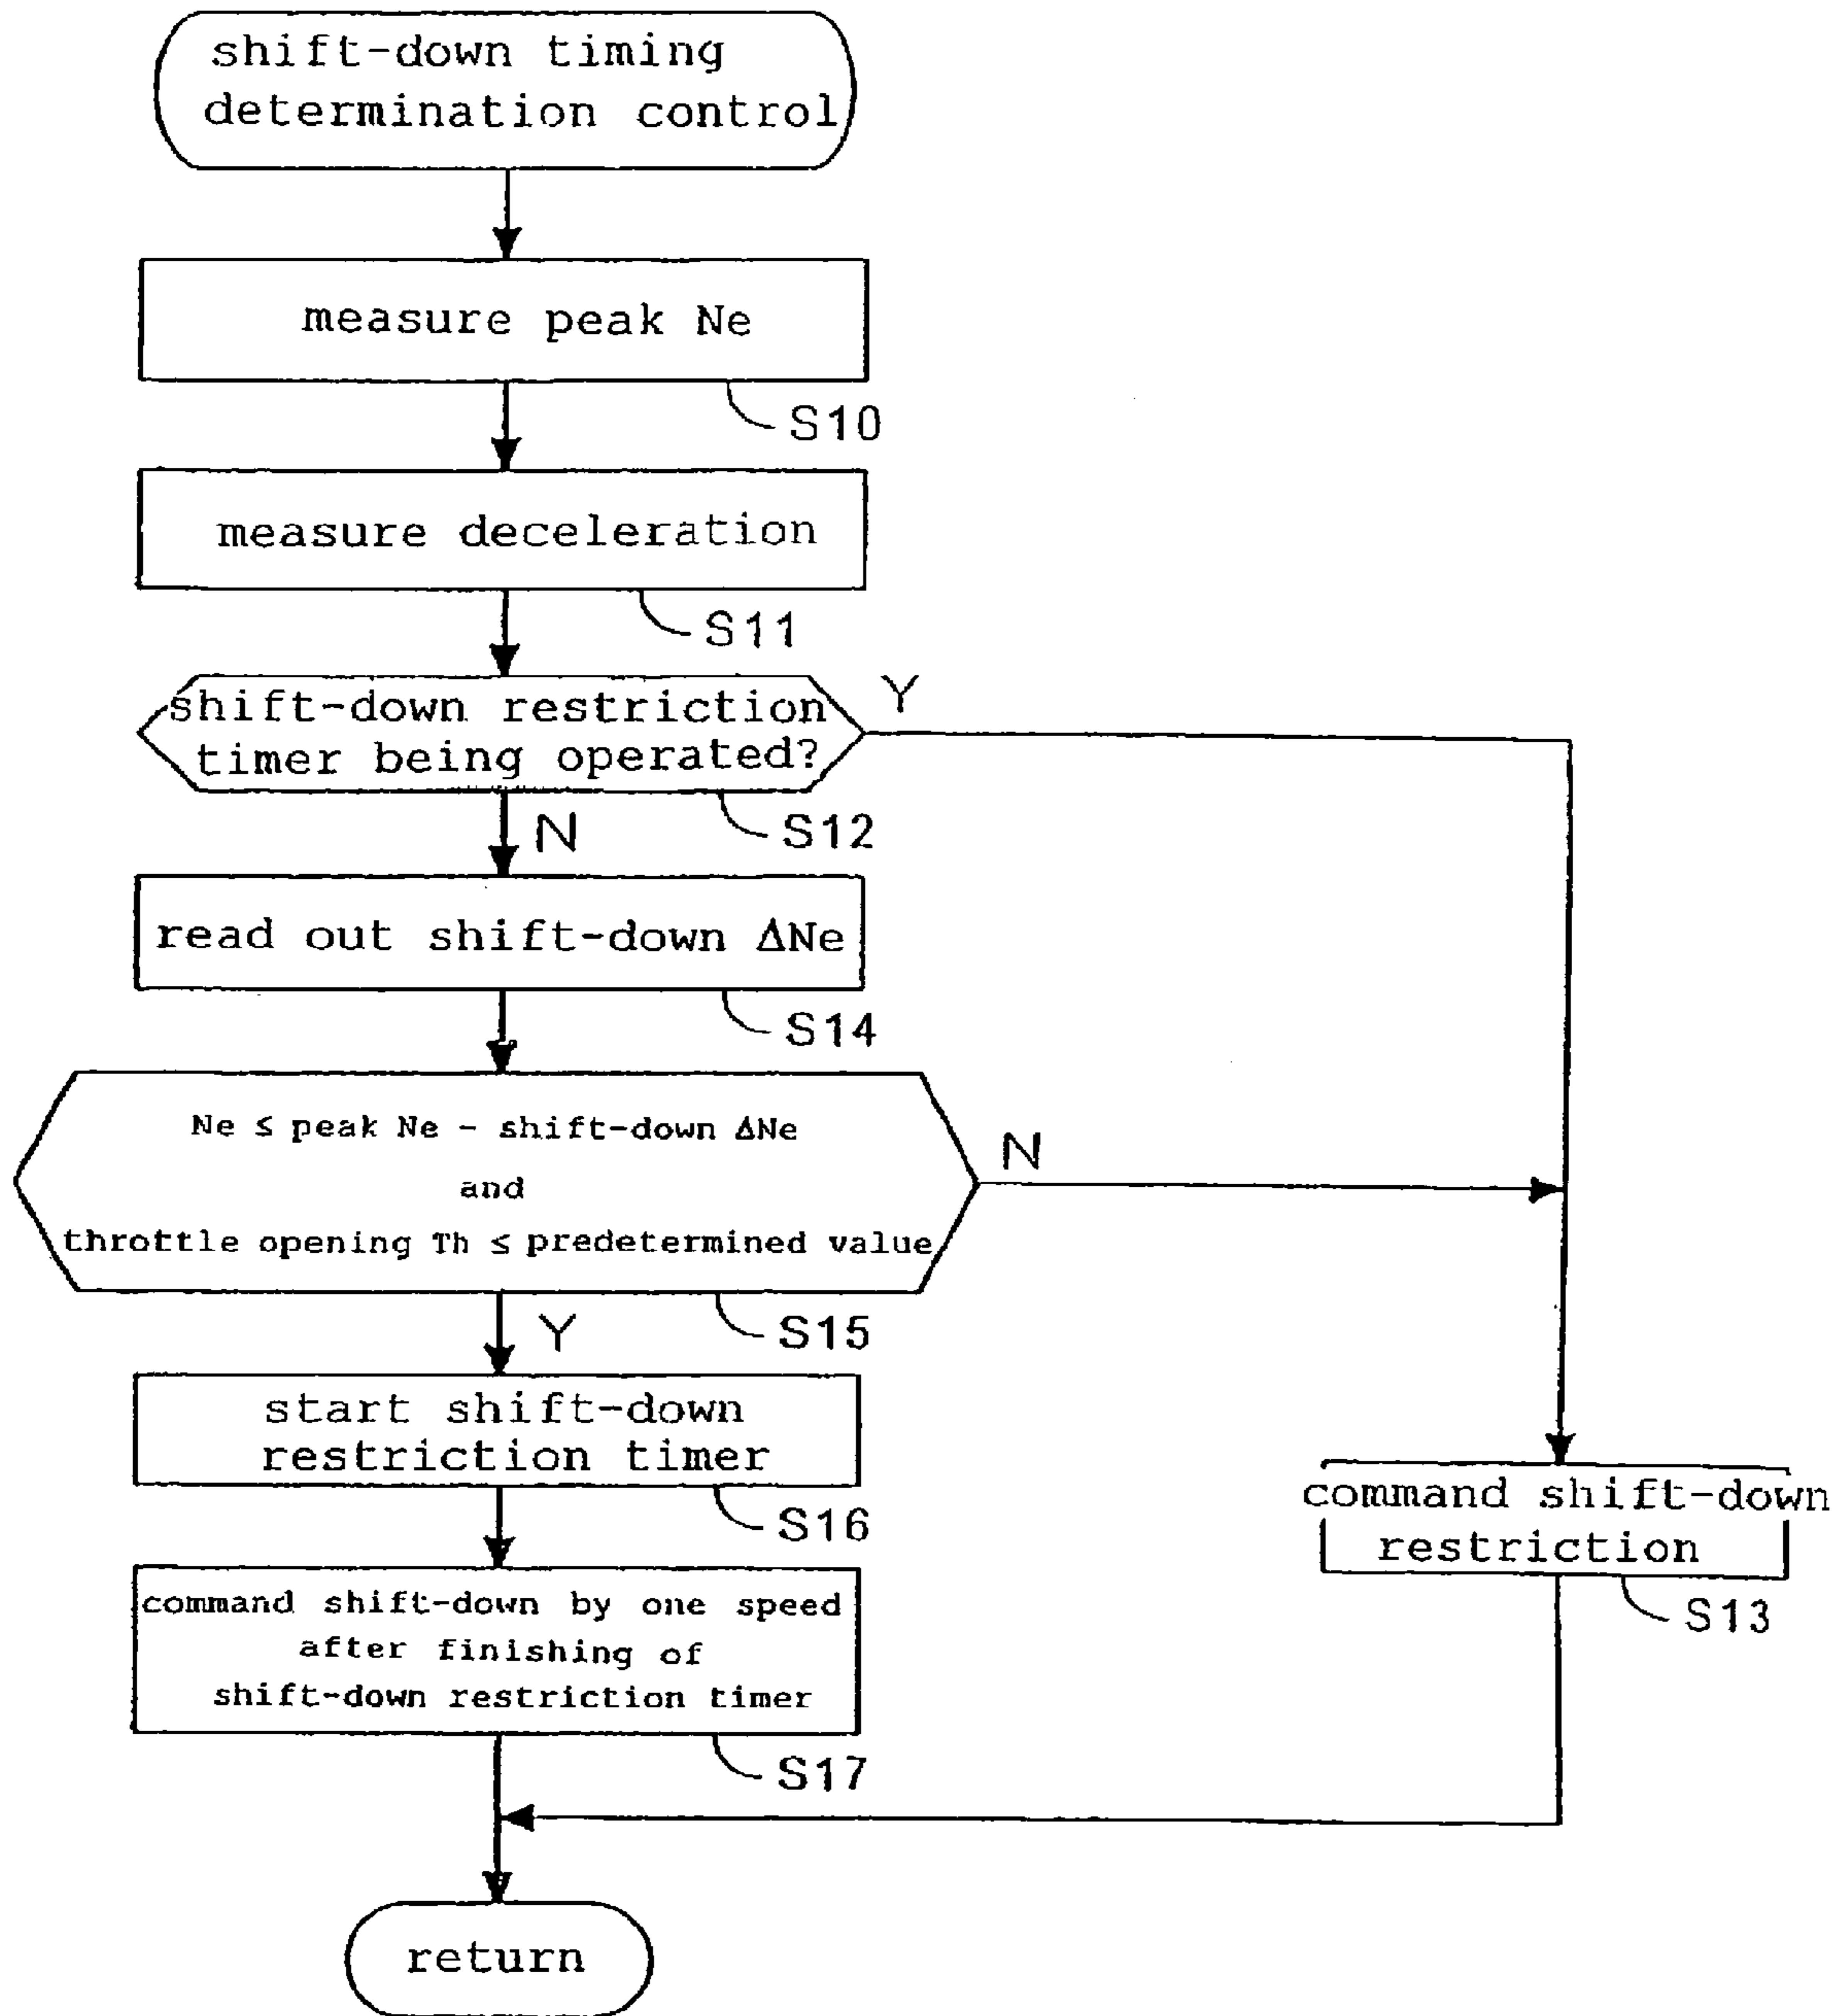 shift-down timing
determination control
measure peak Ne
S10
measure deceleration
S11
shift-down restriction
timer being operated?
Y
S12
N
read out shift-down ΔNe
S14
Ne ≤ peak Ne - shift-down ΔNe
and
throttle opening Th ≤ predetermined value
N
S15
Y
start shift-down
restriction timer
S16
command shift-down
restriction
S13
command shift-down by one speed
after finishing of
shift-down restriction timer
S17
return